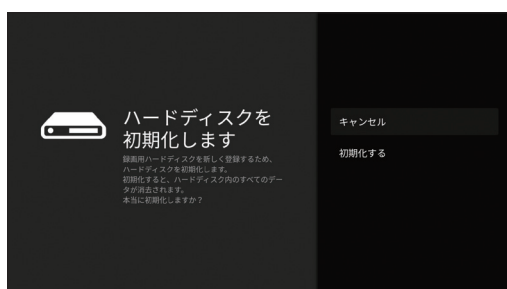 ハードディスクを
初期化します
録画用ハードディスクを新しく登録するため、
ハードディスクを初期化します。
初期化すると、ハードディスク内のすべてのデー
タが消去されます。
本当に初期化しますか？
キャンセル
初期化する